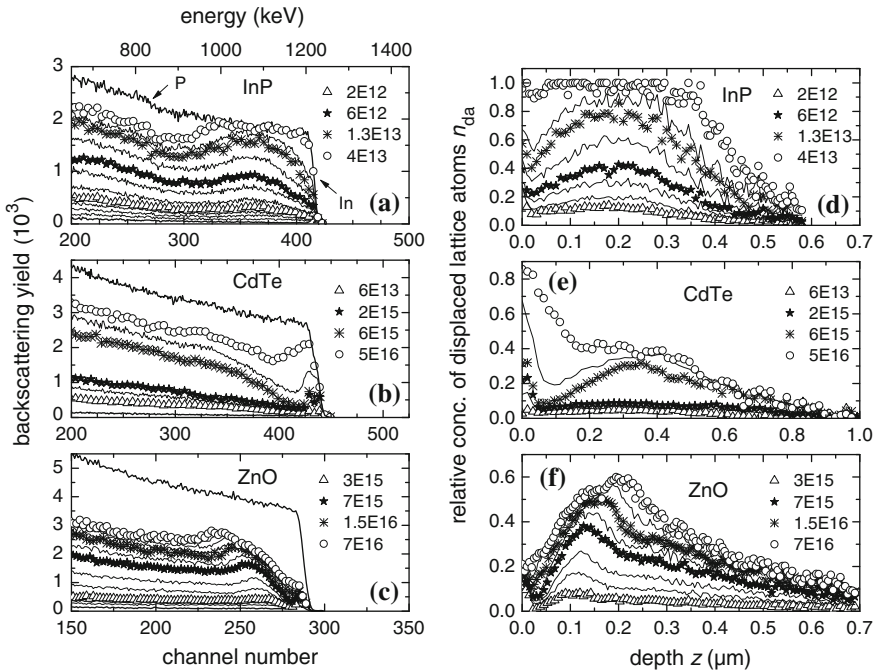 energy (keV)
800 1000 1200 1400
3
2
1
0
P
InP
2E12
6E12
1.3E13
4E13
In
(a)
200 300 400 500
backscattering yield (10³)
4
3
2
1
0
CdTe
6E13
2E15
6E15
5E16
(b)
200 300 400 500
5
4
3
2
1
0
ZnO
3E15
7E15
1.5E16
7E16
(c)
150 200 250 300 350
channel number
relative conc. of displaced lattice atoms nda
1.0
0.8
0.6
0.4
0.2
0.0
InP
2E12
6E12
1.3E13
4E13
(d)
0.0 0.1 0.2 0.3 0.4 0.5 0.6 0.7
0.8
0.6
0.4
0.2
0.0
(e)
CdTe
6E13
2E15
6E15
5E16
0.0 0.2 0.4 0.6 0.8 1.0
0.6
0.4
0.2
0.0
(f)
ZnO
3E15
7E15
1.5E16
7E16
0.0 0.1 0.2 0.3 0.4 0.5 0.6 0.7
depth z (µm)